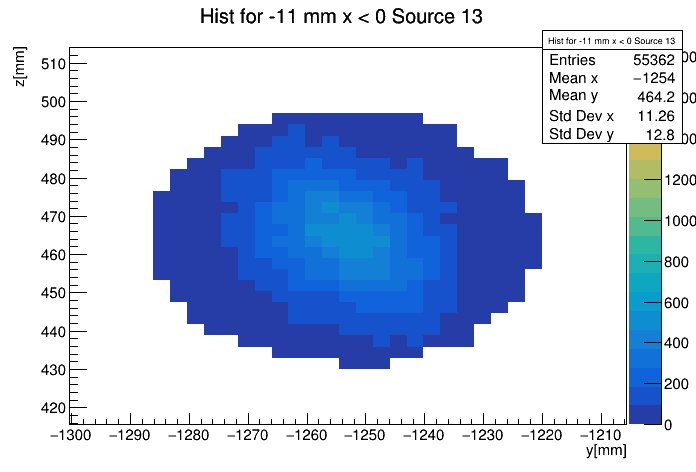 Hist for -11 mm x < 0 Source 13
Hist for -11 mm x < 0 Source 13
Entries 55362
Mean x −1254
Mean y 464.2
Std Dev x 11.26
Std Dev y 12.8
z[mm]
510
500
490
480
470
460
450
440
430
420
1200
1000
800
600
400
200
0
−1300 −1290 −1280 −1270 −1260 −1250 −1240 −1230 −1220 −1210
y[mm]